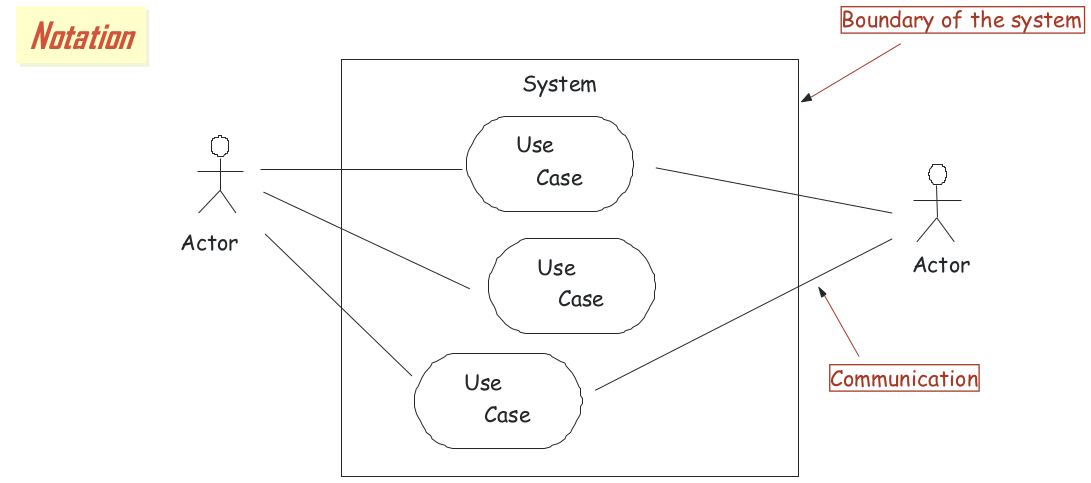 Notation
Boundary of the system
System
Use
Case
Actor
Use
Case
Actor
Use
Case
Communication